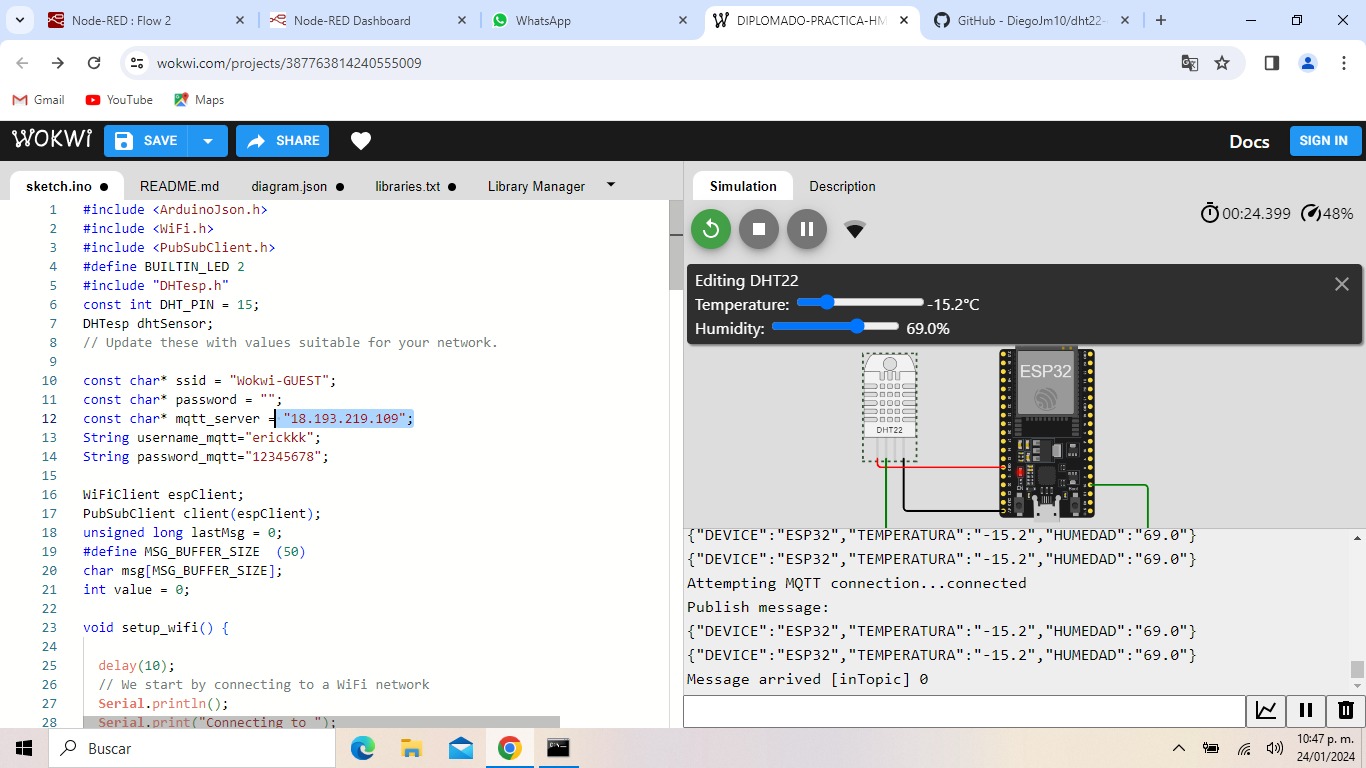 Node-RED : Flow 2
Node-RED Dashboard
WhatsApp
DIPLOMADO-PRACTICA-HM
GitHub - DiegoJm10/dht22-
wokwi.com/projects/387763814240555009
Gmail
YouTube
Maps
WOKWI
SAVE
SHARE
Docs
SIGN IN
sketch.ino
README.md
diagram.json
libraries.txt
Library Manager
1 #include <ArduinoJson.h>
2 #include <WiFi.h>
3 #include <PubSubClient.h>
4 #define BUILTIN_LED 2
5 #include "DHTesp.h"
6 const int DHT_PIN = 15;
7 DHTesp dhtSensor;
8 // Update these with values suitable for your network.
9
10 const char* ssid = "Wokwi-GUEST";
11 const char* password = "";
12 const char* mqtt_server = "18.193.219.109";
13 String username_mqtt="erickkk";
14 String password_mqtt="12345678";
15
16 WiFiClient espClient;
17 PubSubClient client(espClient);
18 unsigned long lastMsg = 0;
19 #define MSG_BUFFER_SIZE  (50)
20 char msg[MSG_BUFFER_SIZE];
21 int value = 0;
22
23 void setup_wifi() {
24
25 delay(10);
26 // We start by connecting to a WiFi network
27 Serial.println();
28 Serial.print("Connecting to ");
Simulation
Description
00:24.399
48%
Editing DHT22
Temperature: -15.2°C
Humidity: 69.0%
ESP32
DHT22
{"DEVICE":"ESP32","TEMPERATURA":"-15.2","HUMEDAD":"69.0"}
{"DEVICE":"ESP32","TEMPERATURA":"-15.2","HUMEDAD":"69.0"}
Attempting MQTT connection...connected
Publish message:
{"DEVICE":"ESP32","TEMPERATURA":"-15.2","HUMEDAD":"69.0"}
{"DEVICE":"ESP32","TEMPERATURA":"-15.2","HUMEDAD":"69.0"}
Message arrived [inTopic] 0
Buscar
10:47 p. m.
24/01/2024